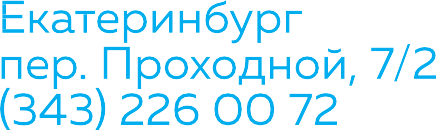 Екатеринбург
пер. Проходной, 7/2
(343) 226 00 72